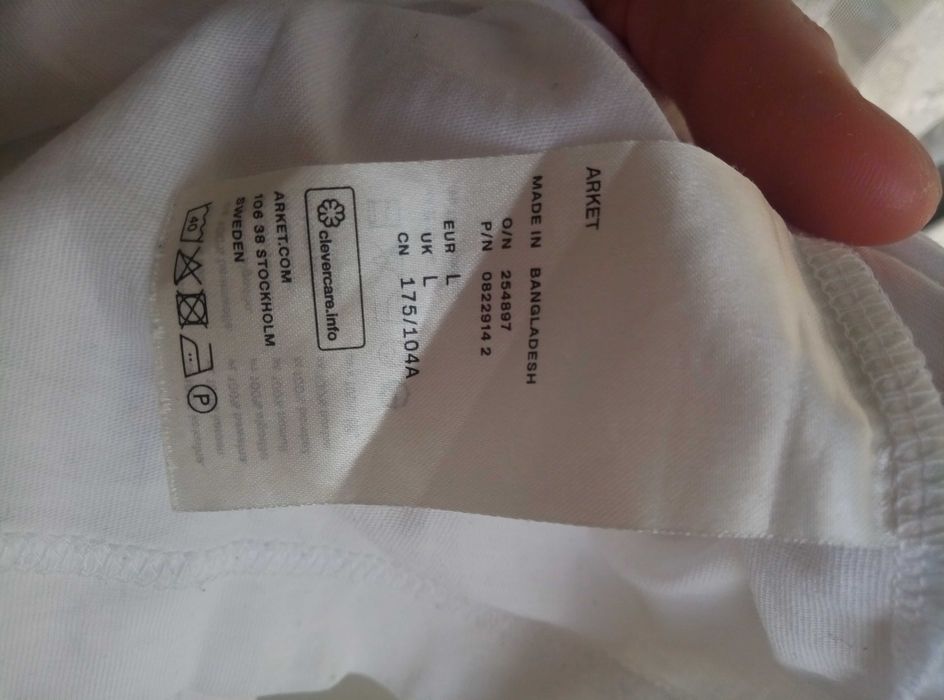 ARKET
MADE IN BANGLADESH
O/N 254897
P/N 0822914 2
EUR L
UK L
CN 175/104A
clevercare.info
ARKET.COM
106 38 STOCKHOLM
SWEDEN
40
P